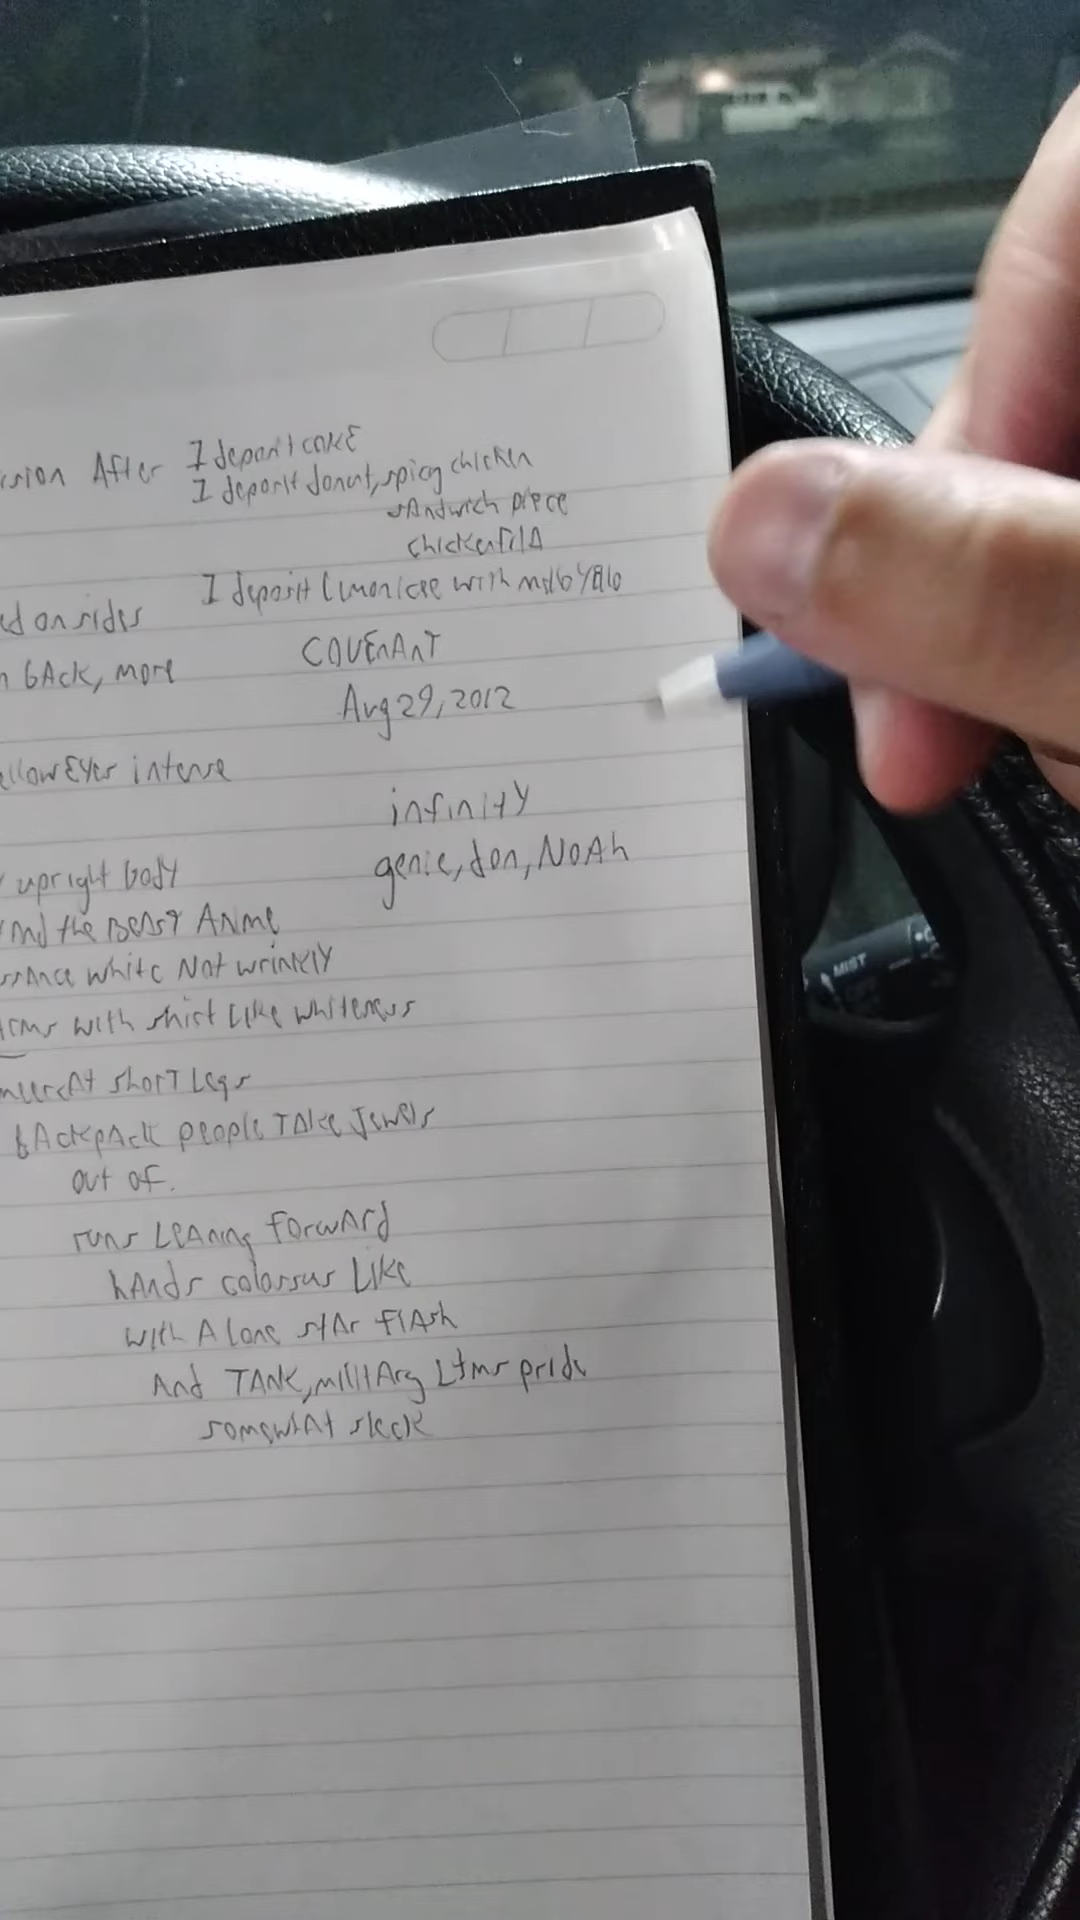 After I deposit cake
I deposit donut, spicy chicken
sandwich piece
chickenfilA
I deposit with
on sides
bAck, more
COVEnAnT
Aug 29, 2012
Eyes intense
infinity
genie, don, NoAh
upright body
the BEAST ANime
white Not wrinkly
with shirt Like whiteness
short Legs
bAckpAck people TAke Jewels
out of.
runs LeAning forwArd
hAnds colossus Like
with A lone stAr flAsh
And TANK, militAry pride
somewhAt sleek
MIST